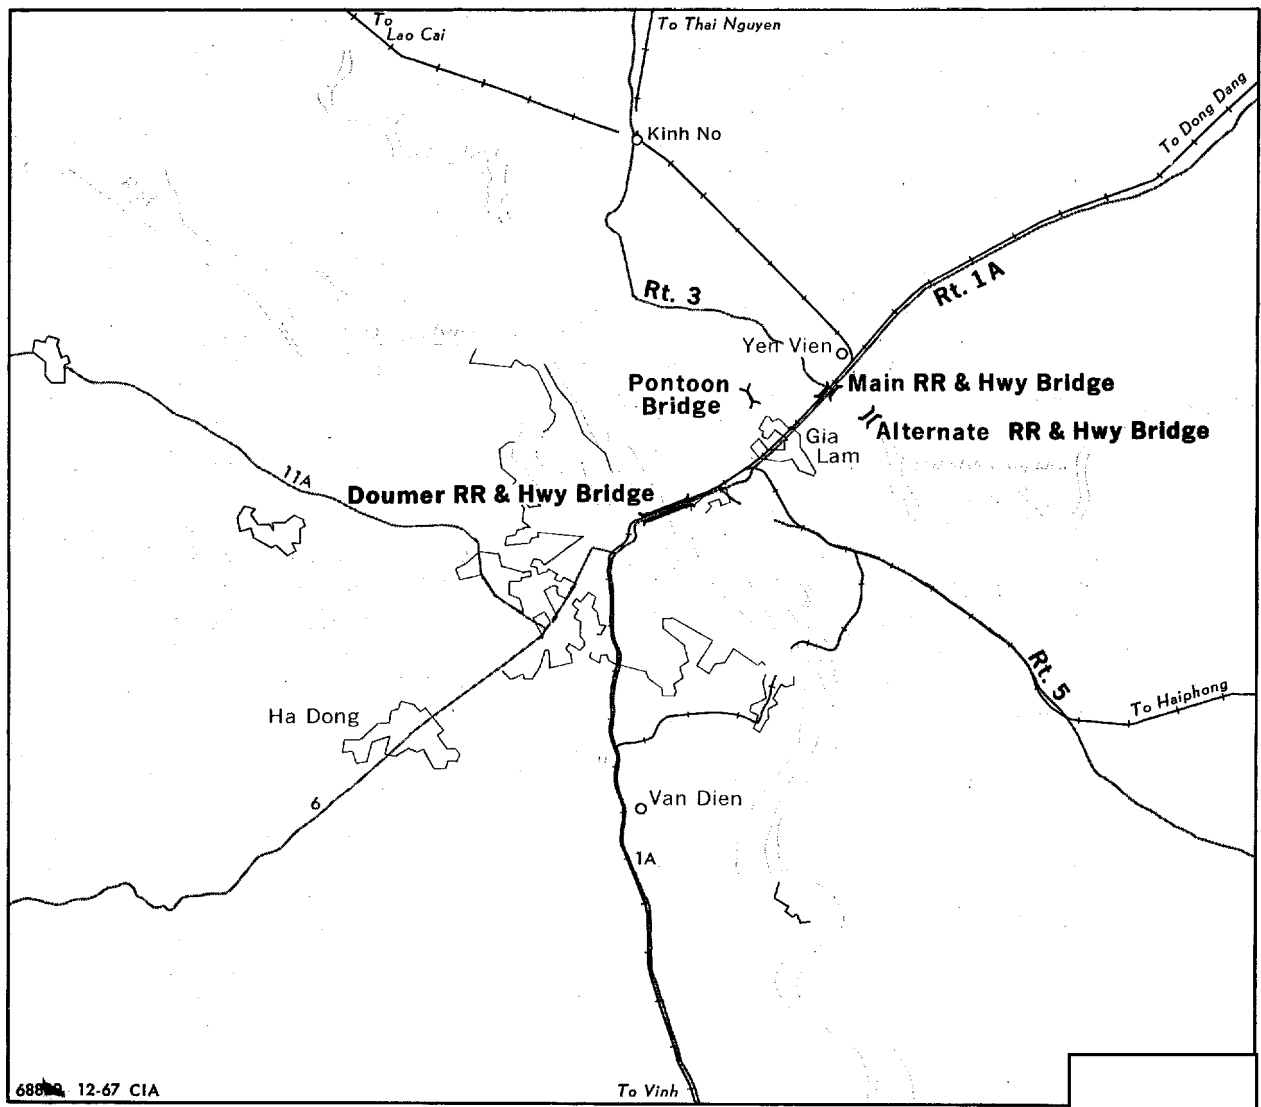 To
Lao Cai
To Thai Nguyen
To Dong Dang
Kinh No
Rt. 1A
Rt. 3
Yen Vien
Pontoon
Bridge
Main RR & Hwy Bridge
Gia
Lam
Alternate RR & Hwy Bridge
11A
Doumer RR & Hwy Bridge
Rt. 5
To Haiphong
Ha Dong
6
Van Dien
1A
12-67 CIA
To Vinh